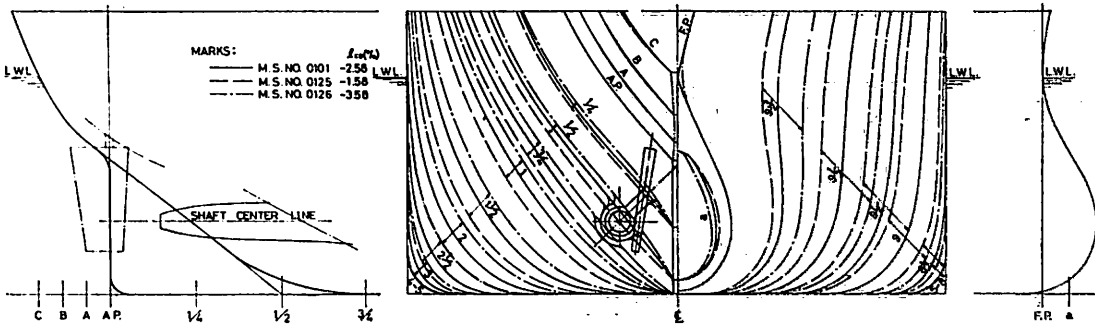 MARKS: lCB(%)
M.S.NO. 0101 -2.58
M.S.NO. 0125 -1.58
M.S.NO. 0126 -3.58
L.W.L.
SHAFT CENTER LINE
C B A A.P. 1/4 1/2 3/4
L.W.L.
C
B
A
A.P.
F.P.
1/4
1/2
3/4
1
1 1/2
2
2 1/2
a
9
L.W.L.
℄
L.W.L.
F.P. a